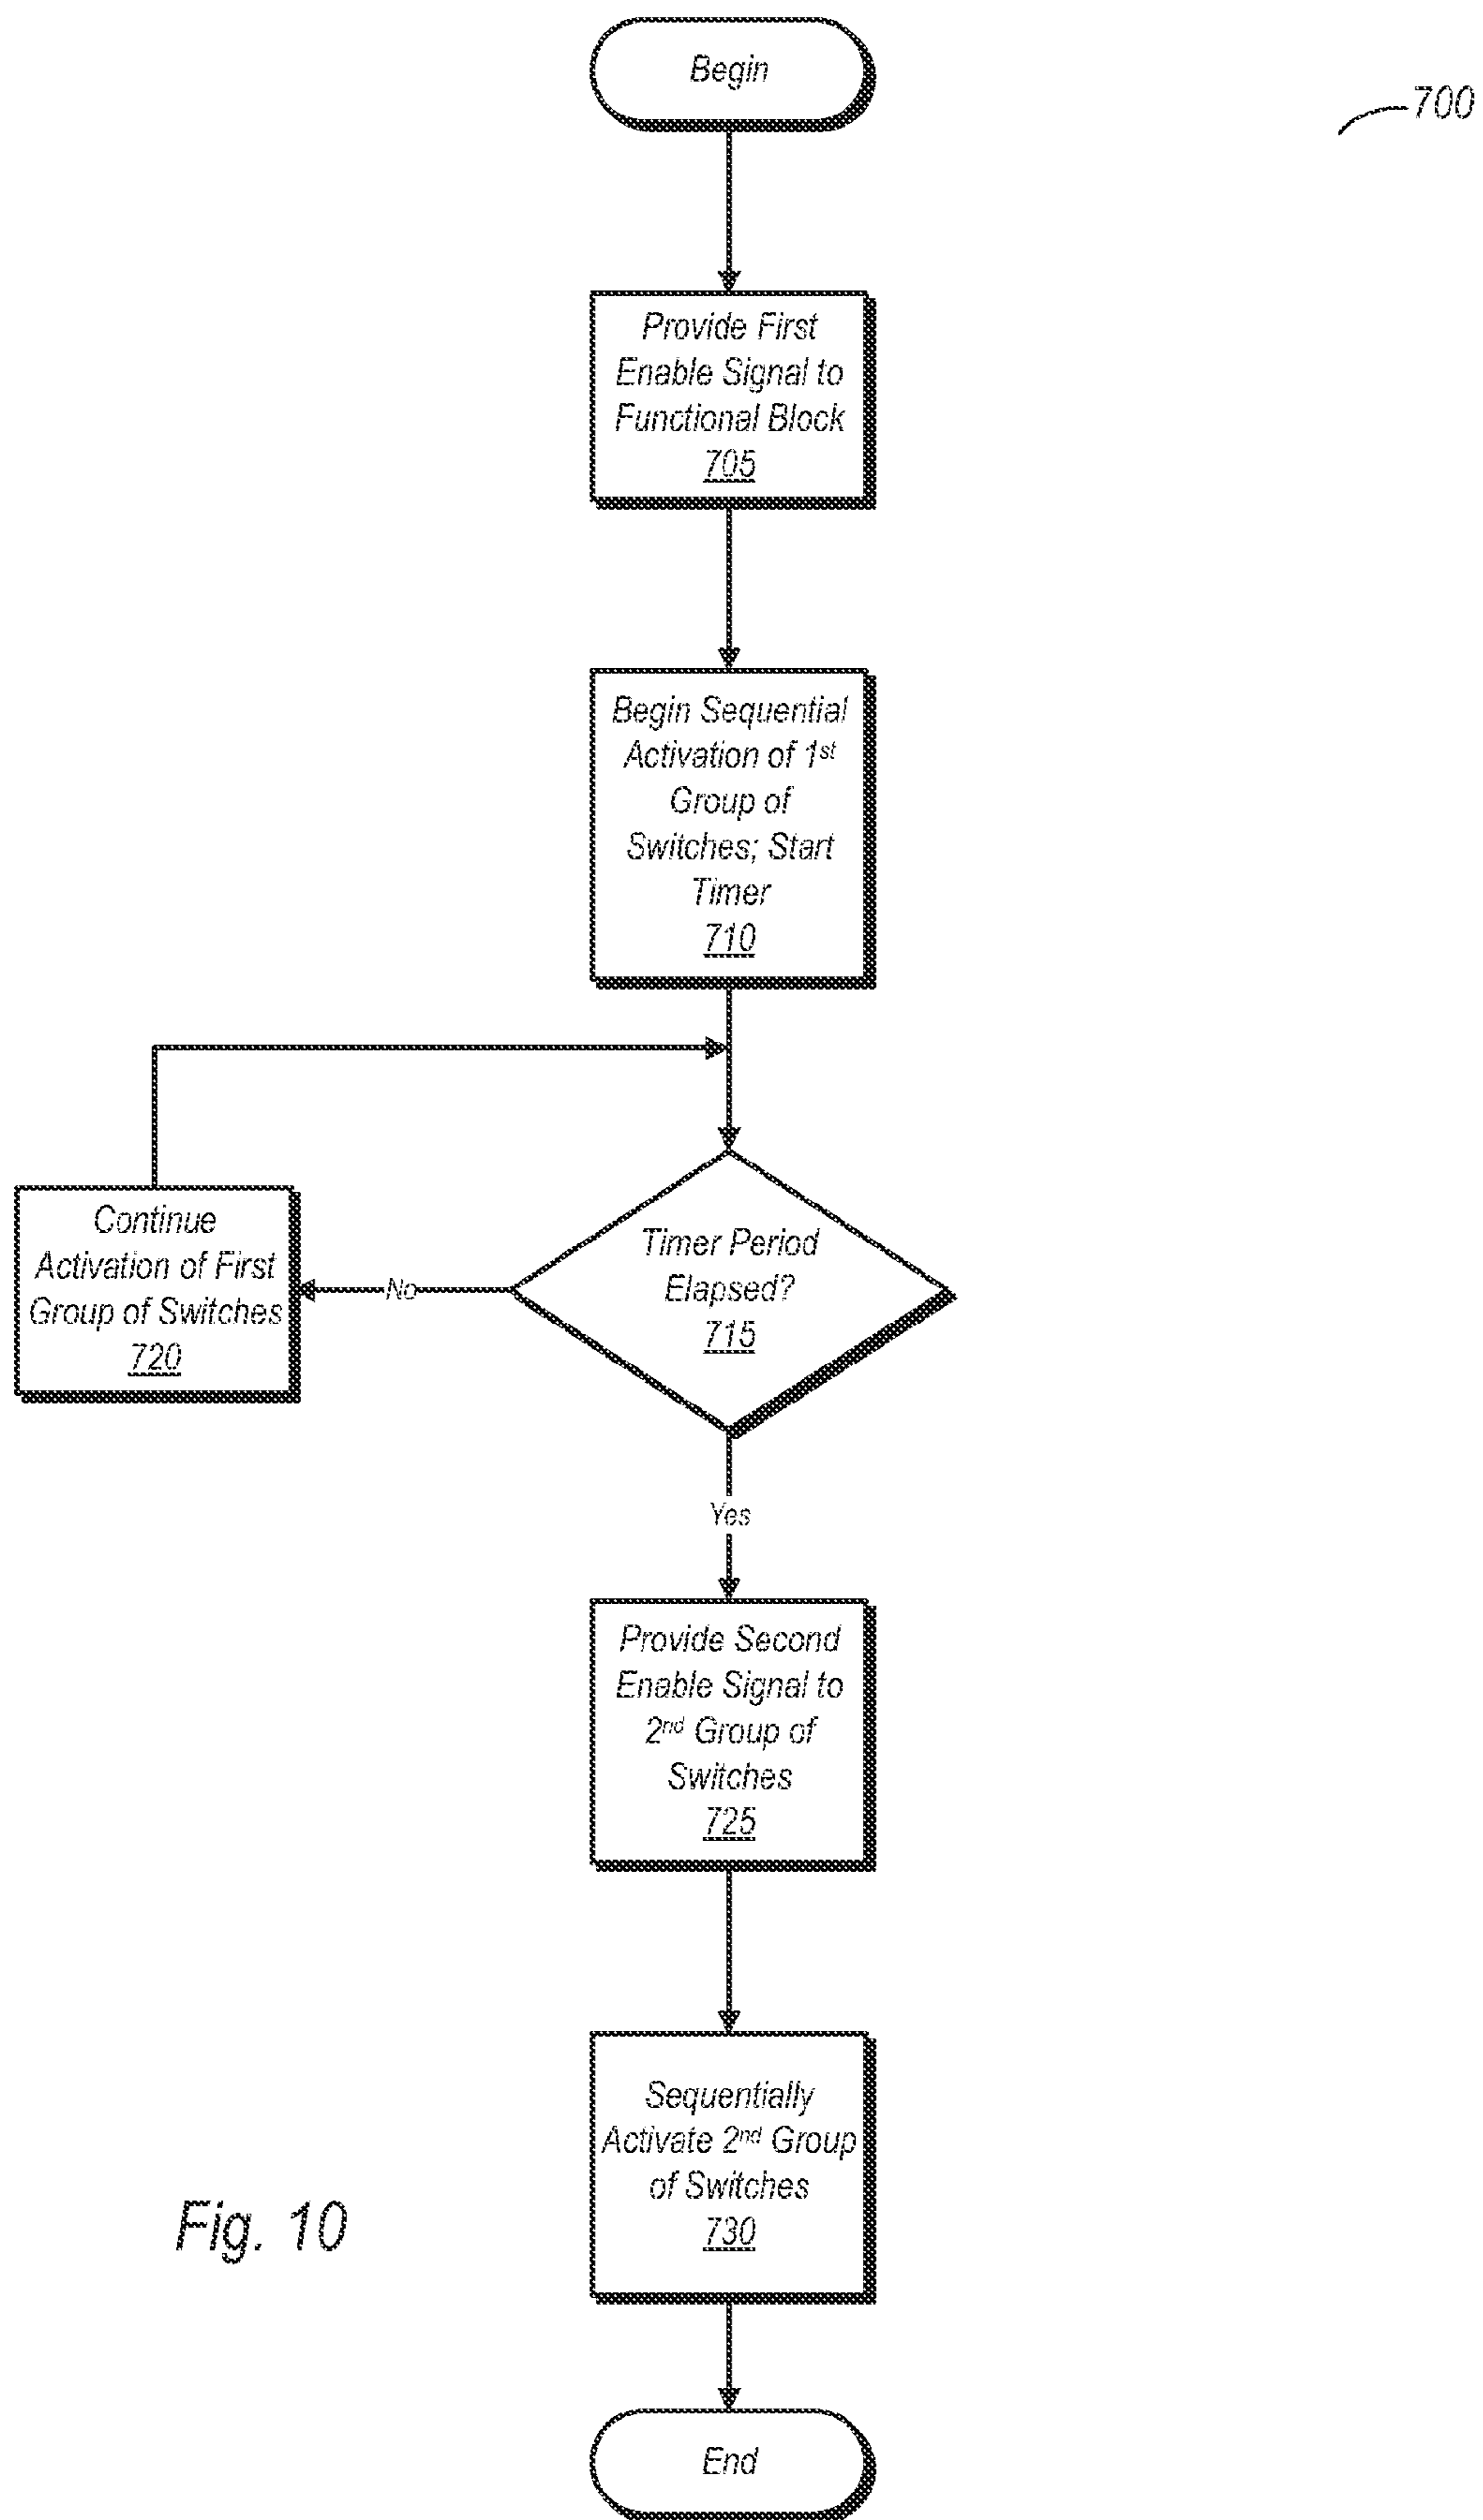 Begin
700
Provide First
Enable Signal to
Functional Block
705
Begin Sequential
Activation of 1st
Group of
Switches; Start
Timer
710
Continue
Activation of First
Group of Switches
720
No
Timer Period
Elapsed?
715
Yes
Provide Second
Enable Signal to
2nd Group of
Switches
725
Sequentially
Activate 2nd Group
of Switches
730
Fig. 10
End